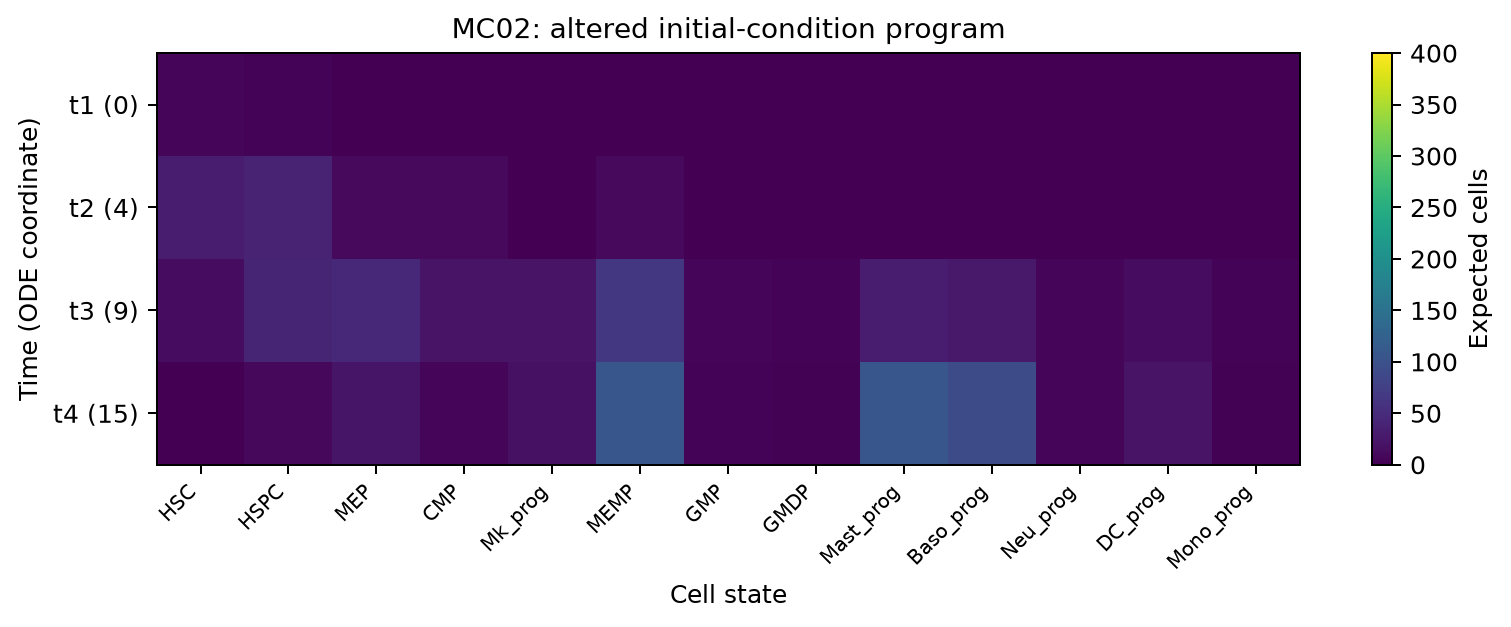 MC02: altered initial-condition program
Time (ODE coordinate)
t1 (0)
t2 (4)
t3 (9)
t4 (15)
HSC
HSPC
MEP
CMP
Mk_prog
MEMP
GMP
GMDP
Mast_prog
Baso_prog
Neu_prog
DC_prog
Mono_prog
Cell state
400
350
300
250
200
150
100
50
0
Expected cells